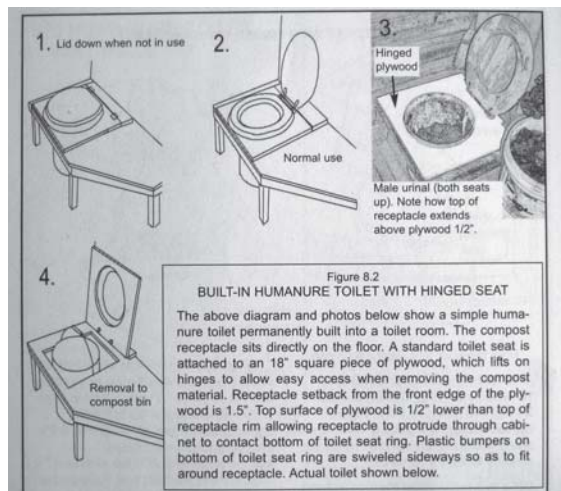 1. Lid down when not in use
2.
Normal use
3.
Hinged
plywood
Male urinal (both seats
up). Note how top of
receptacle extends
above plywood 1/2".
4.
Removal to
compost bin
Figure 8.2
BUILT-IN HUMANURE TOILET WITH HINGED SEAT
The above diagram and photos below show a simple huma-
nure toilet permanently built into a toilet room. The compost
receptacle sits directly on the floor. A standard toilet seat is
attached to an 18" square piece of plywood, which lifts on
hinges to allow easy access when removing the compost
material. Receptacle setback from the front edge of the ply-
wood is 1.5". Top surface of plywood is 1/2" lower than top of
receptacle rim allowing receptacle to protrude through cabi-
net to contact bottom of toilet seat ring. Plastic bumpers on
bottom of toilet seat ring are swiveled sideways so as to fit
around receptacle. Actual toilet shown below.